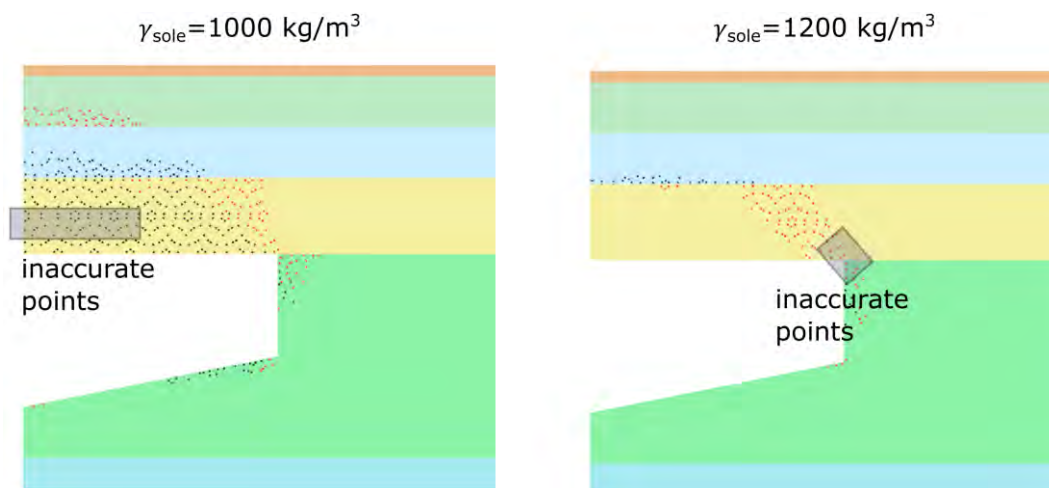 γsole=1000 kg/m³
γsole=1200 kg/m³
inaccurate
points
inaccurate
points